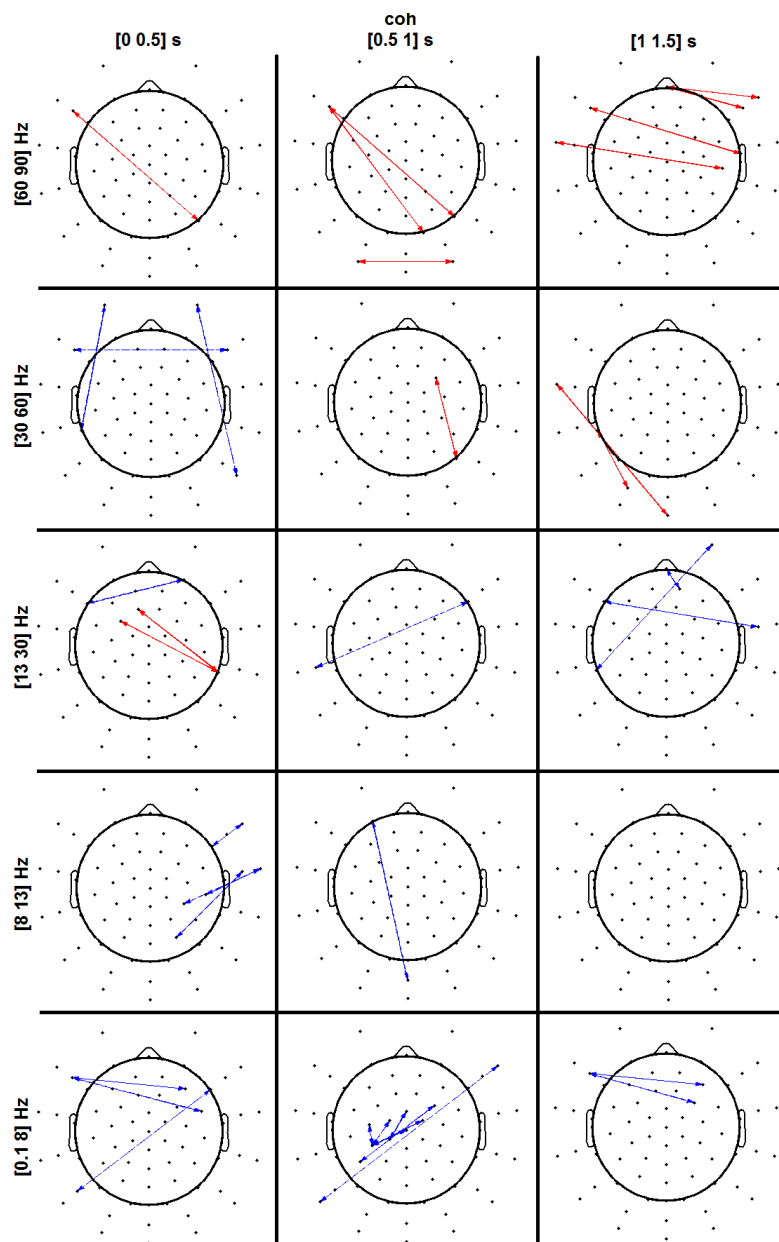 coh
[0 0.5] s
[0.5 1] s
[1 1.5] s
[60 90] Hz
[30 60] Hz
[13 30] Hz
[8 13] Hz
[0.1 8] Hz